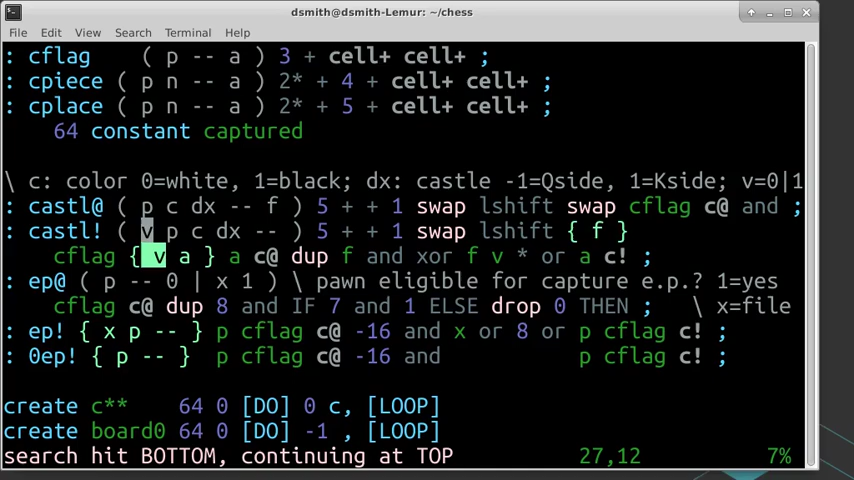 dsmith@dsmith-Lemur: ~/chess
File Edit View Search Terminal Help
: cflag ( p -- a ) 3 + cell+ cell+ ;
: cpiece ( p n -- a ) 2* + 4 + cell+ cell+ ;
: cplace ( p n -- a ) 2* + 5 + cell+ cell+ ;
64 constant captured
\ c: color 0=white, 1=black; dx: castle -1=Qside, 1=Kside; v=0|1
: castl@ ( p c dx -- f ) 5 + + 1 swap lshift swap cflag c@ and ;
: castl! ( v p c dx -- ) 5 + + 1 swap lshift { f }
cflag { v a } a c@ dup f and xor f v * or a c! ;
: ep@ ( p -- 0 | x 1 ) \ pawn eligible for capture e.p.? 1=yes
cflag c@ dup 8 and IF 7 and 1 ELSE drop 0 THEN ; \ x=file
: ep! { x p -- } p cflag c@ -16 and x or 8 or p cflag c! ;
: 0ep! { p -- } p cflag c@ -16 and p cflag c! ;
create c** 64 0 [DO] 0 c, [LOOP]
create board0 64 0 [DO] -1 , [LOOP]
search hit BOTTOM, continuing at TOP 27,12 7%